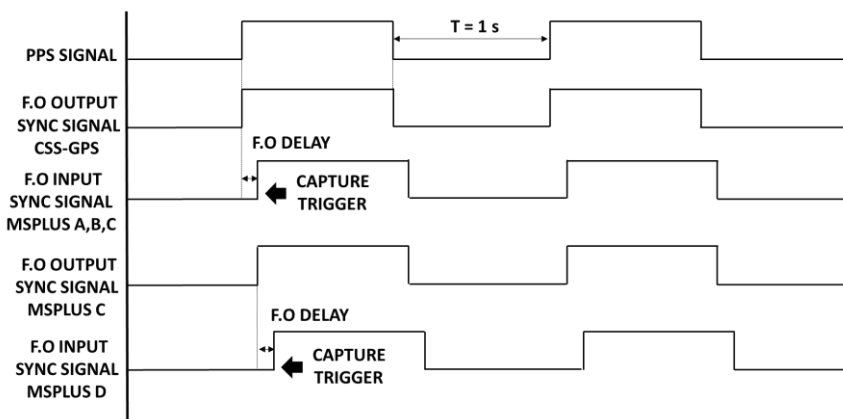 T = 1 s
PPS SIGNAL
F.O OUTPUT
SYNC SIGNAL
CSS-GPS
F.O DELAY
F.O INPUT
SYNC SIGNAL
MSPLUS A,B,C
CAPTURE
TRIGGER
F.O OUTPUT
SYNC SIGNAL
MSPLUS C
F.O DELAY
F.O INPUT
SYNC SIGNAL
MSPLUS D
CAPTURE
TRIGGER